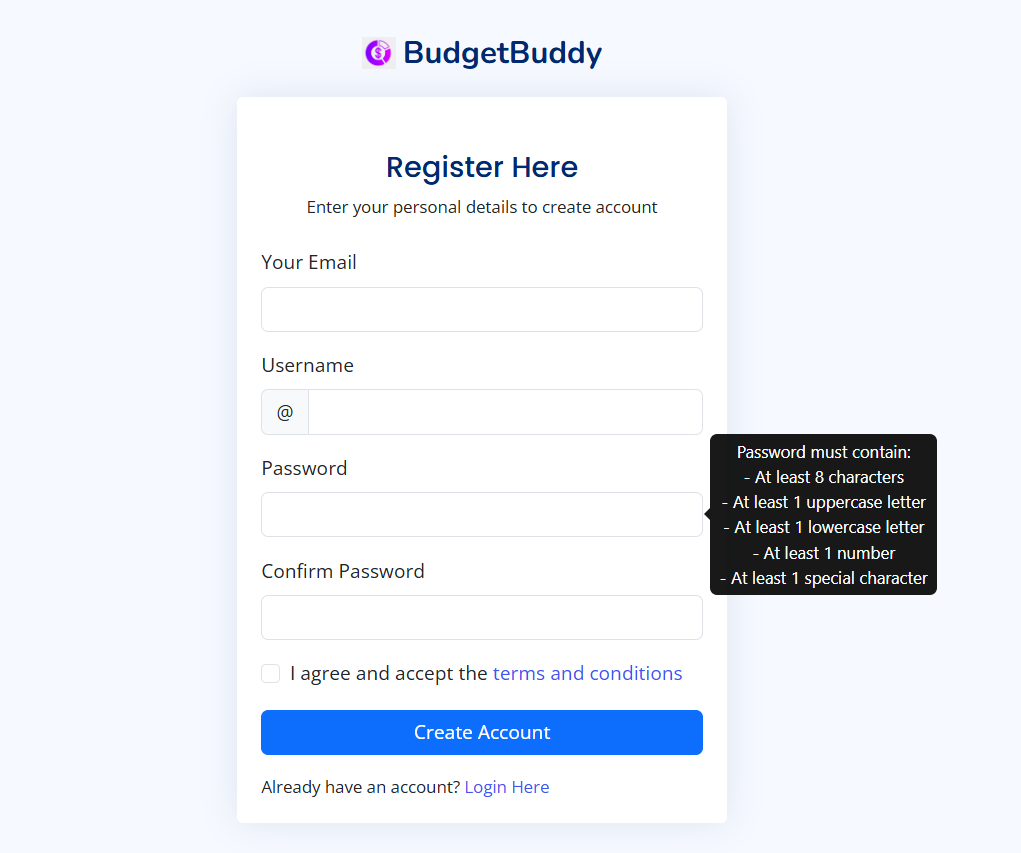 BudgetBuddy
Register Here
Enter your personal details to create account
Your Email
Username
@
Password
Password must contain:
- At least 8 characters
- At least 1 uppercase letter
- At least 1 lowercase letter
- At least 1 number
- At least 1 special character
Confirm Password
I agree and accept the terms and conditions
Create Account
Already have an account? Login Here